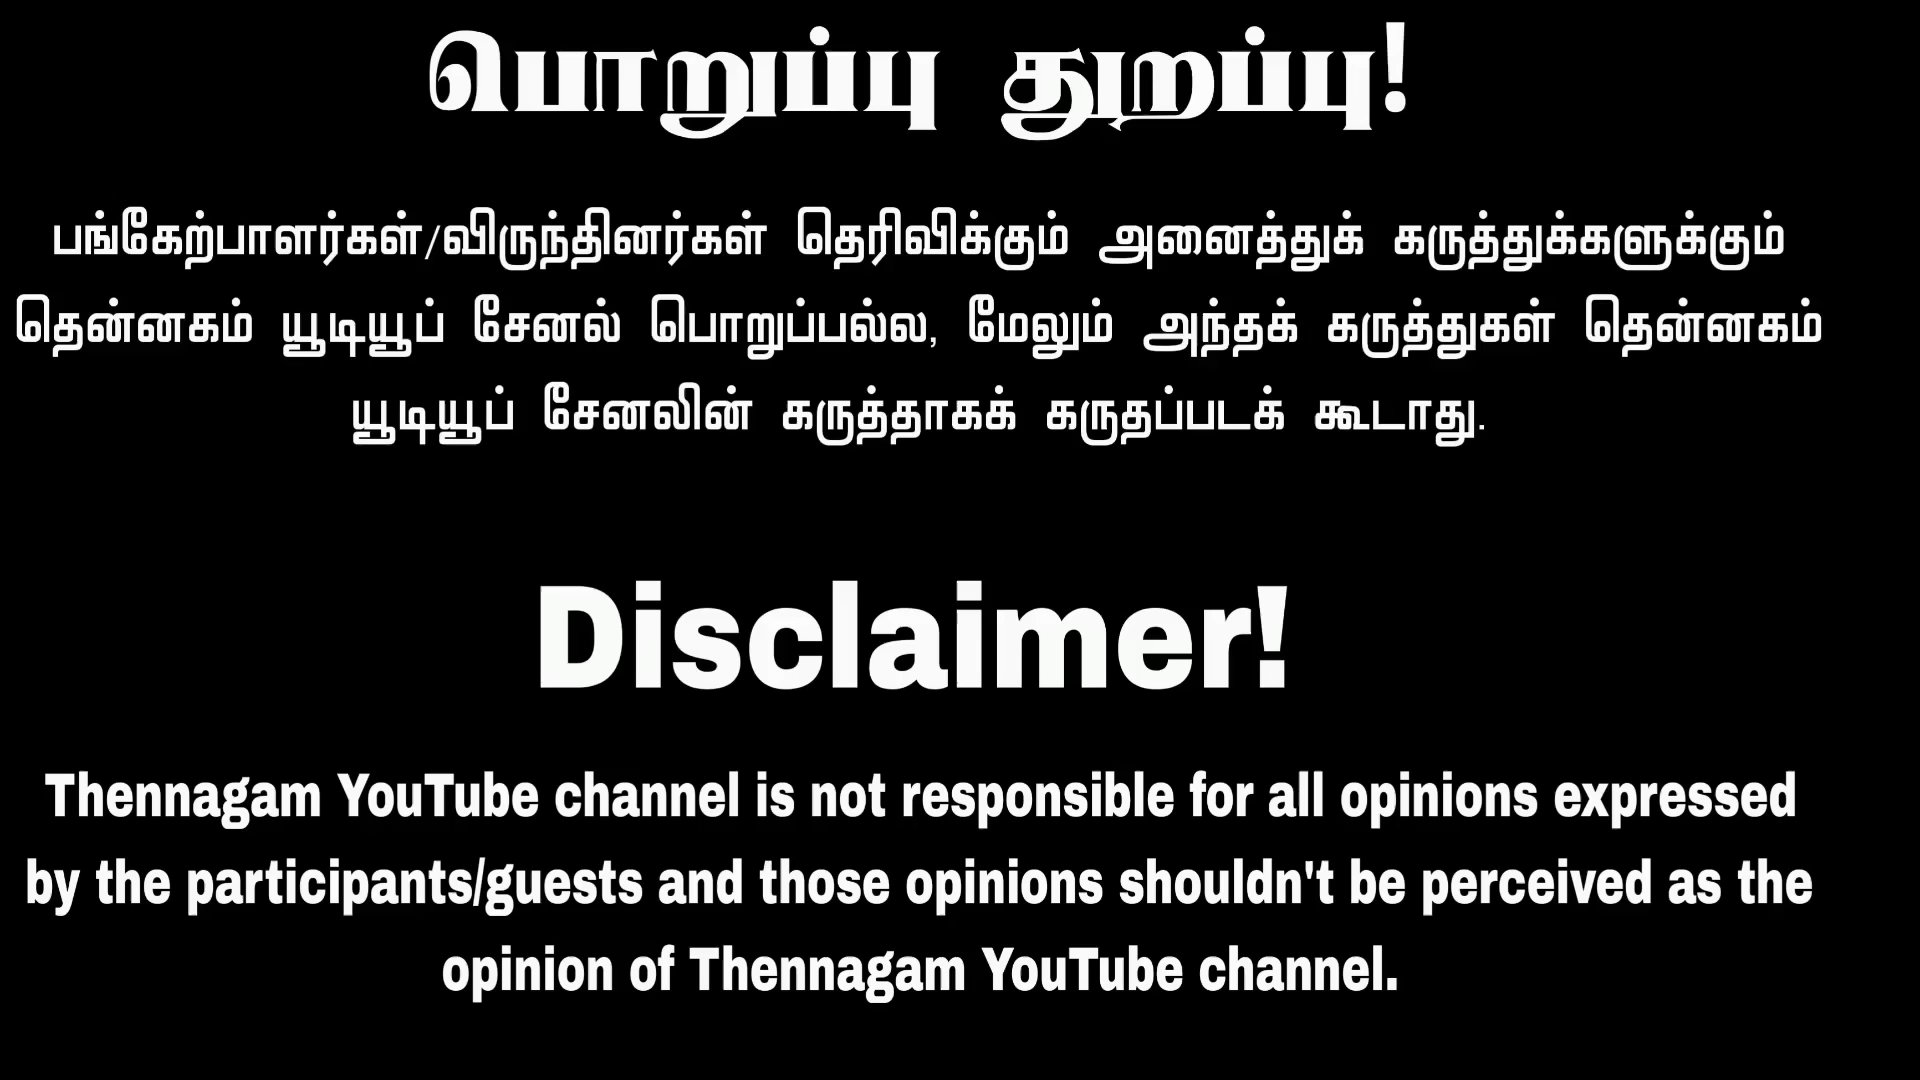 பொறுப்பு துறப்பு!
பங்கேற்பாளர்கள்/விருந்தினர்கள் தெரிவிக்கும் அனைத்துக் கருத்துக்களுக்கும்
தென்னகம் யூடியூப் சேனல் பொறுப்பல்ல, மேலும் அந்தக் கருத்துகள் தென்னகம்
யூடியூப் சேனலின் கருத்தாகக் கருதப்படக் கூடாது.
Disclaimer!
Thennagam YouTube channel is not responsible for all opinions expressed
by the participants/guests and those opinions shouldn't be perceived as the
opinion of Thennagam YouTube channel.